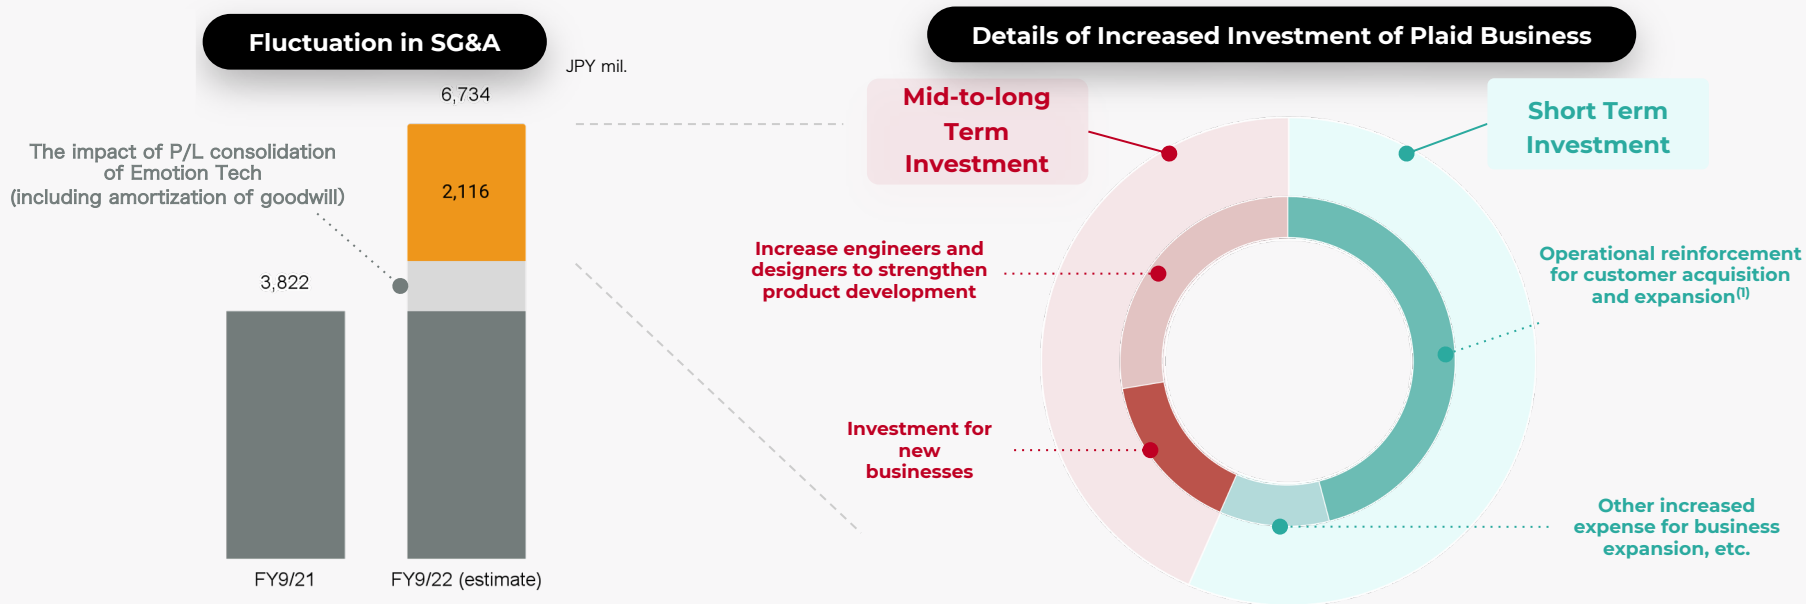 Fluctuation in SG&A
JPY mil.
6,734
The impact of P/L consolidation
of Emotion Tech
(including amortization of goodwill)
2,116
3,822
FY9/21
FY9/22 (estimate)
Details of Increased Investment of Plaid Business
Mid-to-long
Term
Investment
Short Term
Investment
Increase engineers and
designers to strengthen
product development
Operational reinforcement
for customer acquisition
and expansion(1)
Investment for
new
businesses
Other increased
expense for business
expansion, etc.